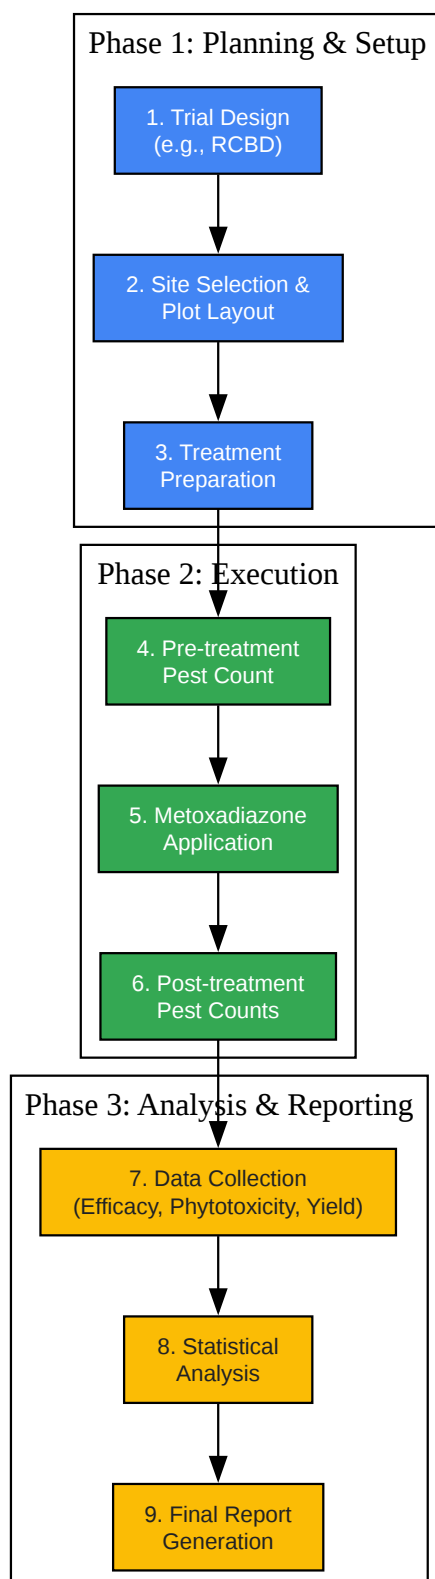 Phase 1: Planning & Setup
1. Trial Design
(e.g., RCBD)
2. Site Selection &
Plot Layout
3. Treatment
Preparation
Phase 2: Execution
4. Pre-treatment
Pest Count
5. Metoxadiazone
Application
6. Post-treatment
Pest Counts
Phase 3: Analysis & Reporting
7. Data Collection
(Efficacy, Phytotoxicity, Yield)
8. Statistical
Analysis
9. Final Report
Generation